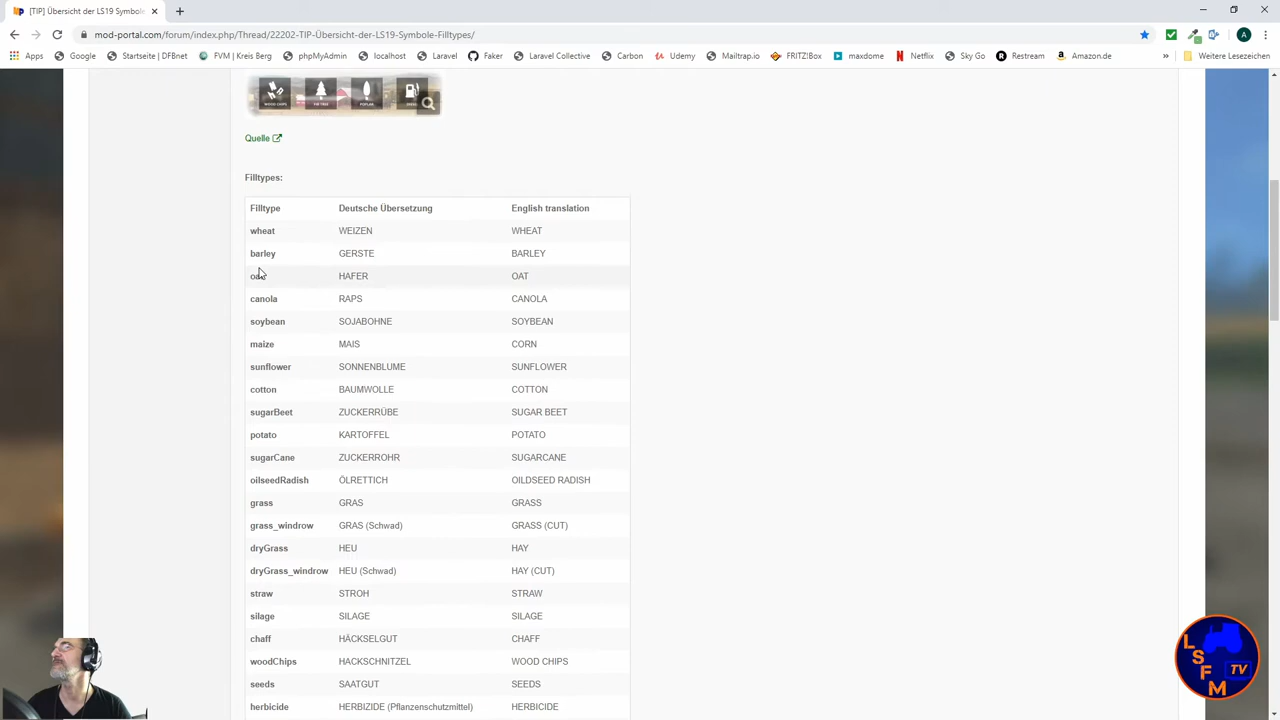 [TIP] Übersicht der LS19-Symbole
mod-portal.com/forum/index.php/Thread/22202-TIP-Übersicht-der-LS19-Symbole-Filltypes/
A
Apps Google Startseite | DFBnet FVM | Kreis Berg phpMyAdmin localhost Laravel Faker Laravel Collective Carbon Udemy Mailtrap.io FRITZ!Box maxdome Netflix Sky Go Restream Amazon.de » Weitere Lesezeichen
WOOD CHIPS POPLAR
Quelle
Filltypes:
Filltype Deutsche Übersetzung English translation
wheat WEIZEN WHEAT
barley GERSTE BARLEY
HAFER OAT
canola RAPS CANOLA
soybean SOJABOHNE SOYBEAN
maize MAIS CORN
sunflower SONNENBLUME SUNFLOWER
cotton BAUMWOLLE COTTON
sugarBeet ZUCKERRÜBE SUGAR BEET
potato KARTOFFEL POTATO
sugarCane ZUCKERROHR SUGARCANE
oilseedRadish ÖLRETTICH OILDSEED RADISH
grass GRAS GRASS
grass_windrow GRAS (Schwad) GRASS (CUT)
dryGrass HEU HAY
dryGrass_windrow HEU (Schwad) HAY (CUT)
straw STROH STRAW
silage SILAGE SILAGE
chaff HÄCKSELGUT CHAFF
woodChips HACKSCHNITZEL WOOD CHIPS
seeds SAATGUT SEEDS
herbicide HERBIZIDE (Pflanzenschutzmittel) HERBICIDE
LSFM TV